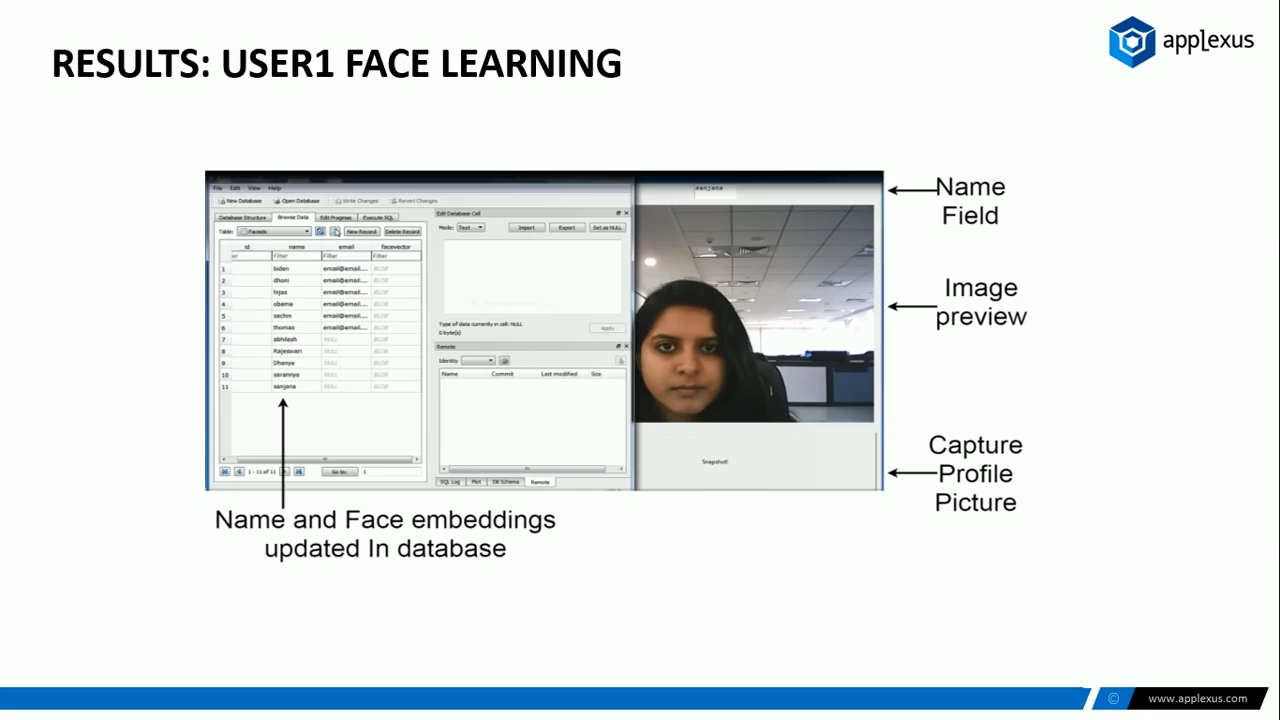 RESULTS: USER1 FACE LEARNING
applexus
File Edit View Help
New Database Open Database Write Changes Revert Changes
Database Structure Browse Data Edit Pragmas Execute SQL
Table: FaceIds New Record Delete Record
id name email facevector
er Filter Filter Filter
1 biden email@email.... BLOB
2 dhoni email@email.... BLOB
3 hijas email@email.... BLOB
4 obama email@email.... BLOB
5 sachin email@email.... BLOB
6 thomas email@email.... BLOB
7 abhilash NULL BLOB
8 Rajeswari NULL BLOB
9 Dhanya NULL BLOB
10 sarannya NULL BLOB
11 sanjana NULL BLOB
1 - 11 of 11 Go to: 1
Edit Database Cell
Mode: Text Import Export Set as NULL
Type of data currently in cell: NULL
0 byte(s)
Apply
Remote
Identity
Name Commit Last modified Size
SQL Log Plot DB Schema Remote
sanjana
Snapshot!
Name
Field
Image
preview
Capture
Profile
Picture
Name and Face embeddings
updated In database
© www.applexus.com